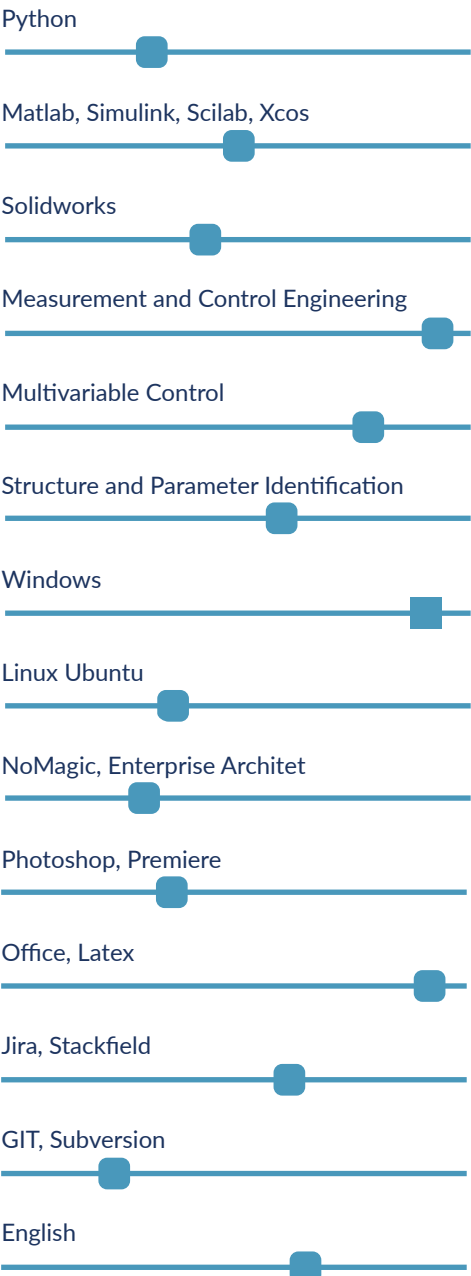 Python
Matlab, Simulink, Scilab, Xcos
Solidworks
Measurement and Control Engineering
Multivariable Control
Structure and Parameter Identification
Windows
Linux Ubuntu
NoMagic, Enterprise Architet
Photoshop, Premiere
Office, Latex
Jira, Stackfield
GIT, Subversion
English